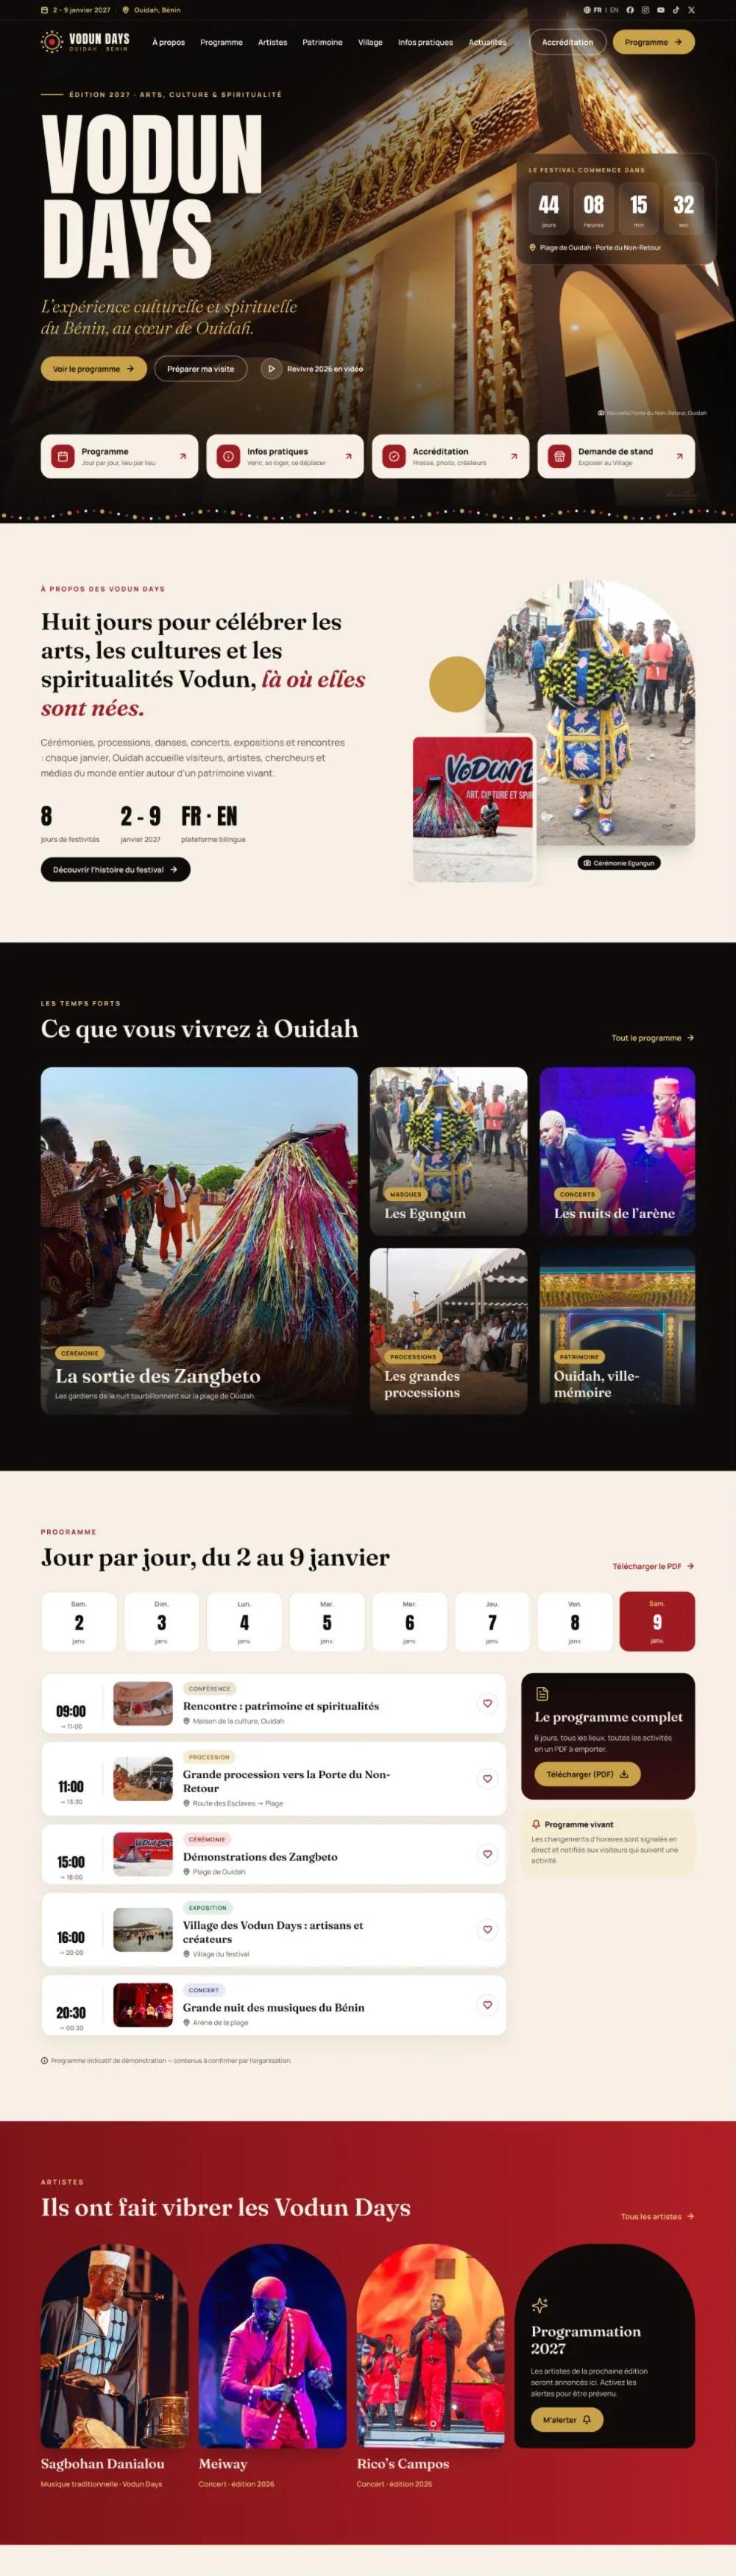 2 – 9 janvier 2027 · Ouidah, Bénin
FR | EN
VODUN DAYS
OUIDAH · BÉNIN
À propos
Programme
Artistes
Patrimoine
Village
Infos pratiques
Actualités
Accréditation
Programme →
ÉDITION 2027 · ARTS, CULTURE & SPIRITUALITÉ
VODUN
DAYS
L'expérience culturelle et spirituelle
du Bénin, au cœur de Ouidah.
Voir le programme →
Préparer ma visite
Revivre 2026 en vidéo
LE FESTIVAL COMMENCE DANS
44
08
15
32
jours
heures
min
sec
Plage de Ouidah · Porte du Non-Retour
Nouvelle Porte du Non-Retour, Ouidah
Programme
Jour par jour, lieu par lieu
Infos pratiques
Venir, se loger, se déplacer
Accréditation
Presse, photo, créateurs
Demande de stand
Exposer au Village
À PROPOS DES VODUN DAYS
Huit jours pour célébrer les
arts, les cultures et les
spiritualités Vodun, là où elles
sont nées.
Cérémonies, processions, danses, concerts, expositions et rencontres
: chaque janvier, Ouidah accueille visiteurs, artistes, chercheurs et
médias du monde entier autour d'un patrimoine vivant.
8
2 - 9
FR · EN
jours de festivités
janvier 2027
plateforme bilingue
Découvrir l'histoire du festival →
VODUN D
ART, CULTURE ET SPIR
Cérémonie Egungun
LES TEMPS FORTS
Ce que vous vivrez à Ouidah
Tout le programme →
CÉRÉMONIE
La sortie des Zangbeto
Les gardiens de la nuit tourbillonnent sur la plage de Ouidah.
MASQUES
Les Egungun
CONCERTS
Les nuits de l'arène
PROCESSIONS
Les grandes
processions
PATRIMOINE
Ouidah, ville-
mémoire
PROGRAMME
Jour par jour, du 2 au 9 janvier
Télécharger le PDF →
Sam.
2
janv.
Dim.
3
janv.
Lun.
4
janv.
Mar.
5
janv.
Mer.
6
janv.
Jeu.
7
janv.
Ven.
8
janv.
Sam.
9
janv.
09:00
→ 11:00
CONFÉRENCE
Rencontre : patrimoine et spiritualités
Maison de la culture, Ouidah
11:00
→ 13:30
PROCESSION
Grande procession vers la Porte du Non-
Retour
Route des Esclaves → Plage
15:00
→ 18:00
VODUN DAYS
CÉRÉMONIE
Démonstrations des Zangbeto
Plage de Ouidah
16:00
→ 20:00
EXPOSITION
Village des Vodun Days : artisans et
créateurs
Village du festival
20:30
→ 00:30
CONCERT
Grande nuit des musiques du Bénin
Arène de la plage
Le programme complet
8 jours, tous les lieux, toutes les activités
en un PDF à emporter.
Télécharger (PDF)
Programme vivant
Les changements d'horaires sont signalés en
direct et notifiés aux visiteurs qui suivent une
activité.
Programme indicatif de démonstration — contenus à confirmer par l'organisation.
ARTISTES
Ils ont fait vibrer les Vodun Days
Tous les artistes →
Sagbohan Danialou
Musique traditionnelle · Vodun Days
Meiway
Concert · édition 2026
Rico's Campos
Concert · édition 2026
Programmation
2027
Les artistes de la prochaine édition
seront annoncés ici. Activez les
alertes pour être prévenu.
M'alerter